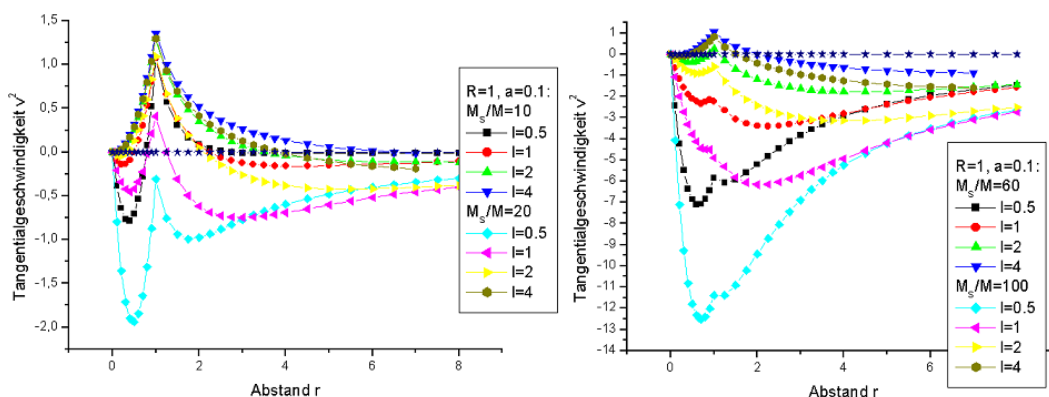 1,5
1,0
0,5
0,0
-0,5
-1,0
-1,5
-2,0
Tangentialgeschwindigkeit v²
0
2
4
6
8
Abstand r
R=1, a=0.1:
M_S/M=10
l=0.5
l=1
l=2
l=4
M_S/M=20
l=0.5
l=1
l=2
l=4
1
0
-1
-2
-3
-4
-5
-6
-7
-8
-9
-10
-11
-12
-13
-14
Tangentialgeschwindigkeit v²
0
2
4
6
Abstand r
R=1, a=0.1:
M_S/M=60
l=0.5
l=1
l=2
l=4
M_S/M=100
l=0.5
l=1
l=2
l=4